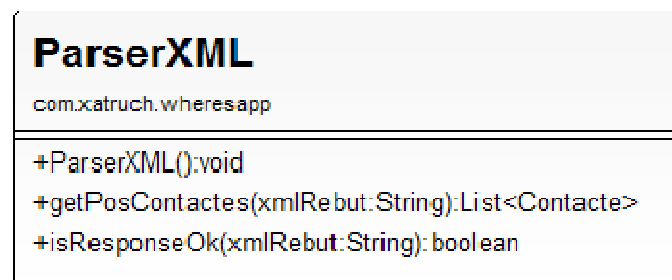 ParserXML
com.xatruch.wheresapp
+ParserXML():void
+getPosContactes(xmlRebut:String):List<Contacte>
+isResponseOk(xmlRebut:String):boolean